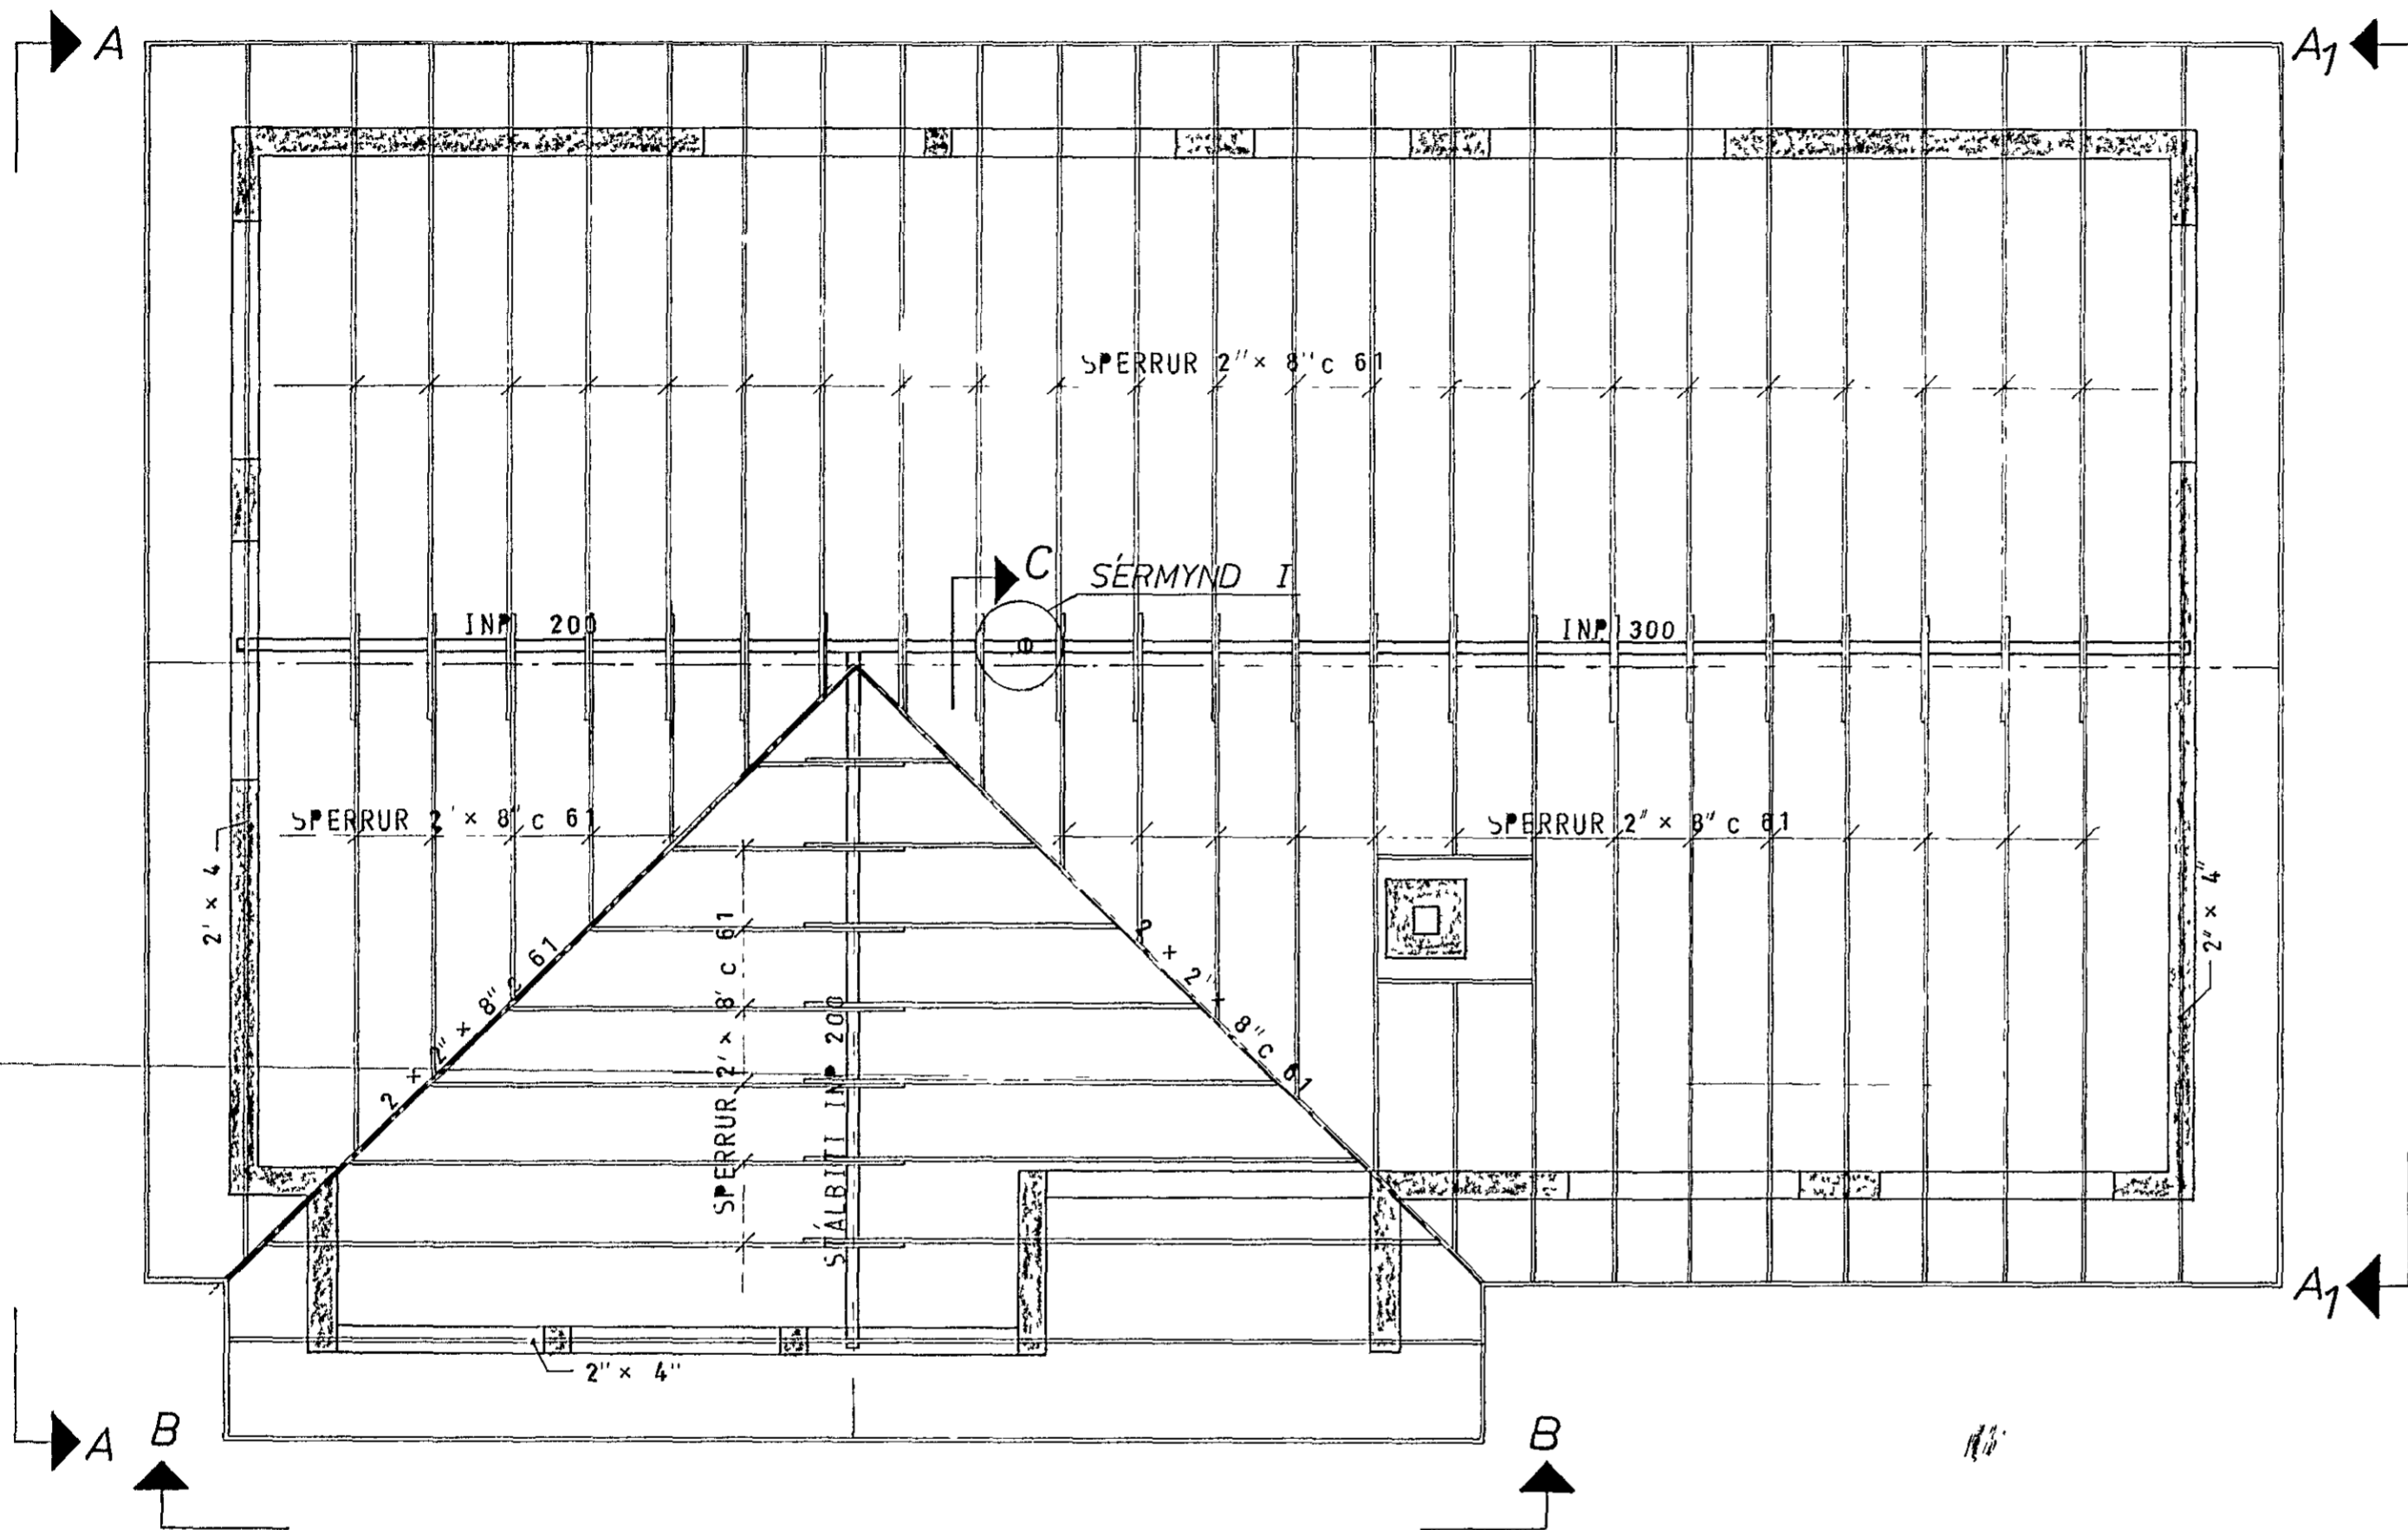 A
A1
SPERRUR 2" × 8" c 61
C
SÉRMYND I
INP 200
INP. 300
SPERRUR 2' × 8" c 61
SPERRUR 2" × 8" c 61
2' × 4
2" × 4"
2 + 2" + 8" c 61
2 + 2" + 8" c 61
SPERRUR 2' × 8' c 61
STÁLBITI INP 200
2" × 4"
A1
A
B
B